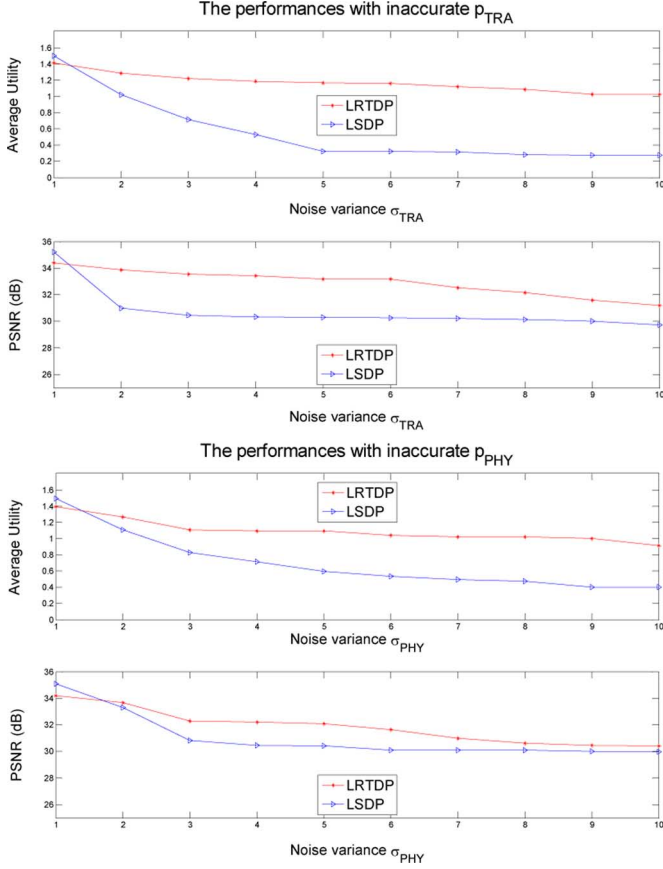 The performances with inaccurate p_TRA
Average Utility
1.6
1.4
1.2
1
0.8
0.6
0.4
0.2
0
LRTDP
LSDP
1 2 3 4 5 6 7 8 9 10
Noise variance σ_TRA
PSNR (dB)
36
34
32
30
28
26
LRTDP
LSDP
1 2 3 4 5 6 7 8 9 10
Noise variance σ_TRA
The performances with inaccurate p_PHY
Average Utility
1.6
1.4
1.2
1
0.8
0.6
0.4
0.2
0
LRTDP
LSDP
1 2 3 4 5 6 7 8 9 10
Noise variance σ_PHY
PSNR (dB)
36
34
32
30
28
26
LRTDP
LSDP
1 2 3 4 5 6 7 8 9 10
Noise variance σ_PHY